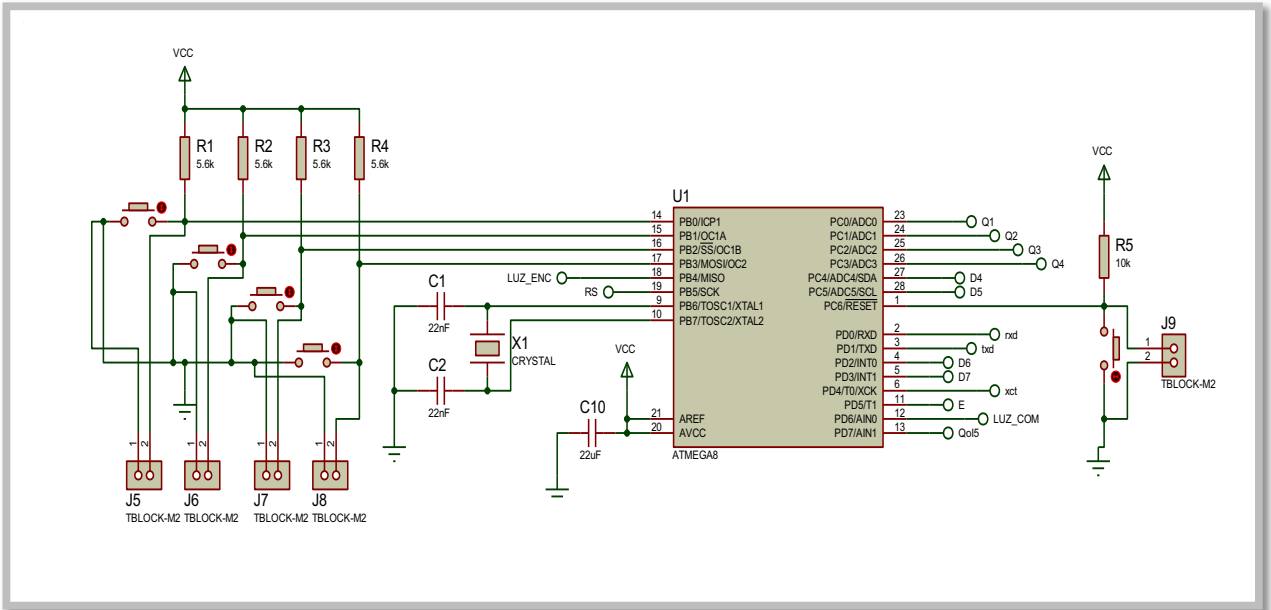 VCC
R1
5.6k
R2
5.6k
R3
5.6k
R4
5.6k
1
2
J5
TBLOCK-M2
1
2
J6
TBLOCK-M2
1
2
J7
TBLOCK-M2
1
2
J8
TBLOCK-M2
LUZ_ENC
RS
C1
22nF
C2
22nF
X1
CRYSTAL
VCC
C10
22uF
U1
14 PB0/ICP1
15 PB1/OC1A
16 PB2/SS/OC1B
17 PB3/MOSI/OC2
18 PB4/MISO
19 PB5/SCK
9 PB6/TOSC1/XTAL1
10 PB7/TOSC2/XTAL2
21 AREF
20 AVCC
PC0/ADC0 23 Q1
PC1/ADC1 24 Q2
PC2/ADC2 25 Q3
PC3/ADC3 26 Q4
PC4/ADC4/SDA 27 D4
PC5/ADC5/SCL 28 D5
PC6/RESET 1
PD0/RXD 2 rxd
PD1/TXD 3 txd
PD2/INT0 4 D6
PD3/INT1 5 D7
PD4/T0/XCK 6 xct
PD5/T1 11 E
PD6/AIN0 12 LUZ_COM
PD7/AIN1 13 Qol5
ATMEGA8
VCC
R5
10k
J9
1
2
TBLOCK-M2